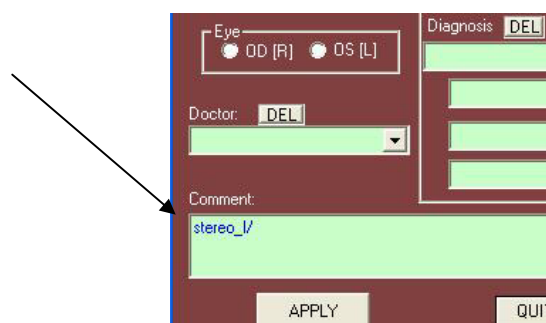 Eye
OD [R] OS [L]
Diagnosis DEL
Doctor: DEL
Comment:
stereo_l/
APPLY